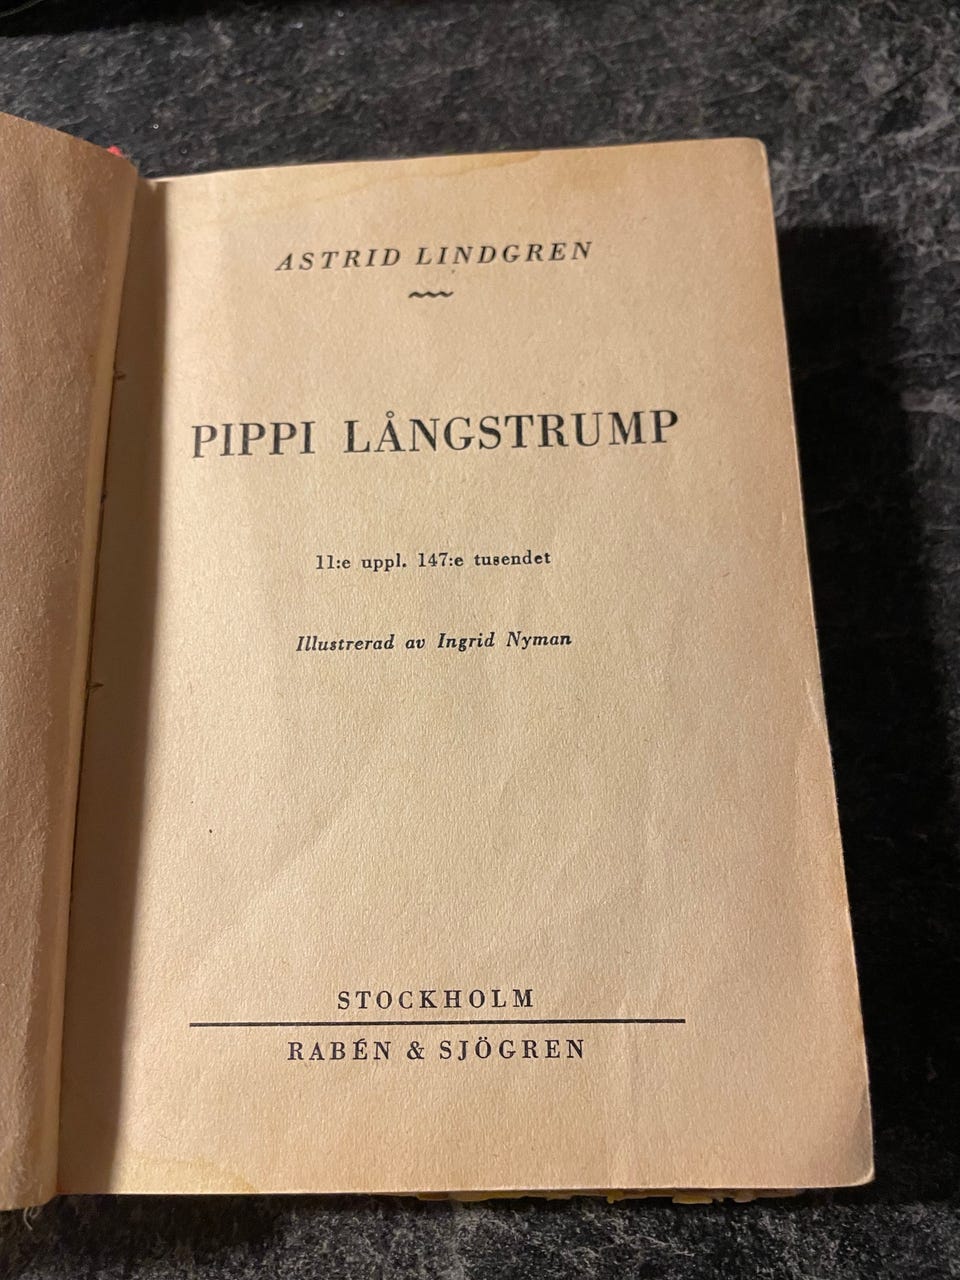 ASTRID LINDGREN
PIPPI LÅNGSTRUMP
11:e uppl. 147:e tusendet
Illustrerad av Ingrid Nyman
STOCKHOLM
RABÉN & SJÖGREN